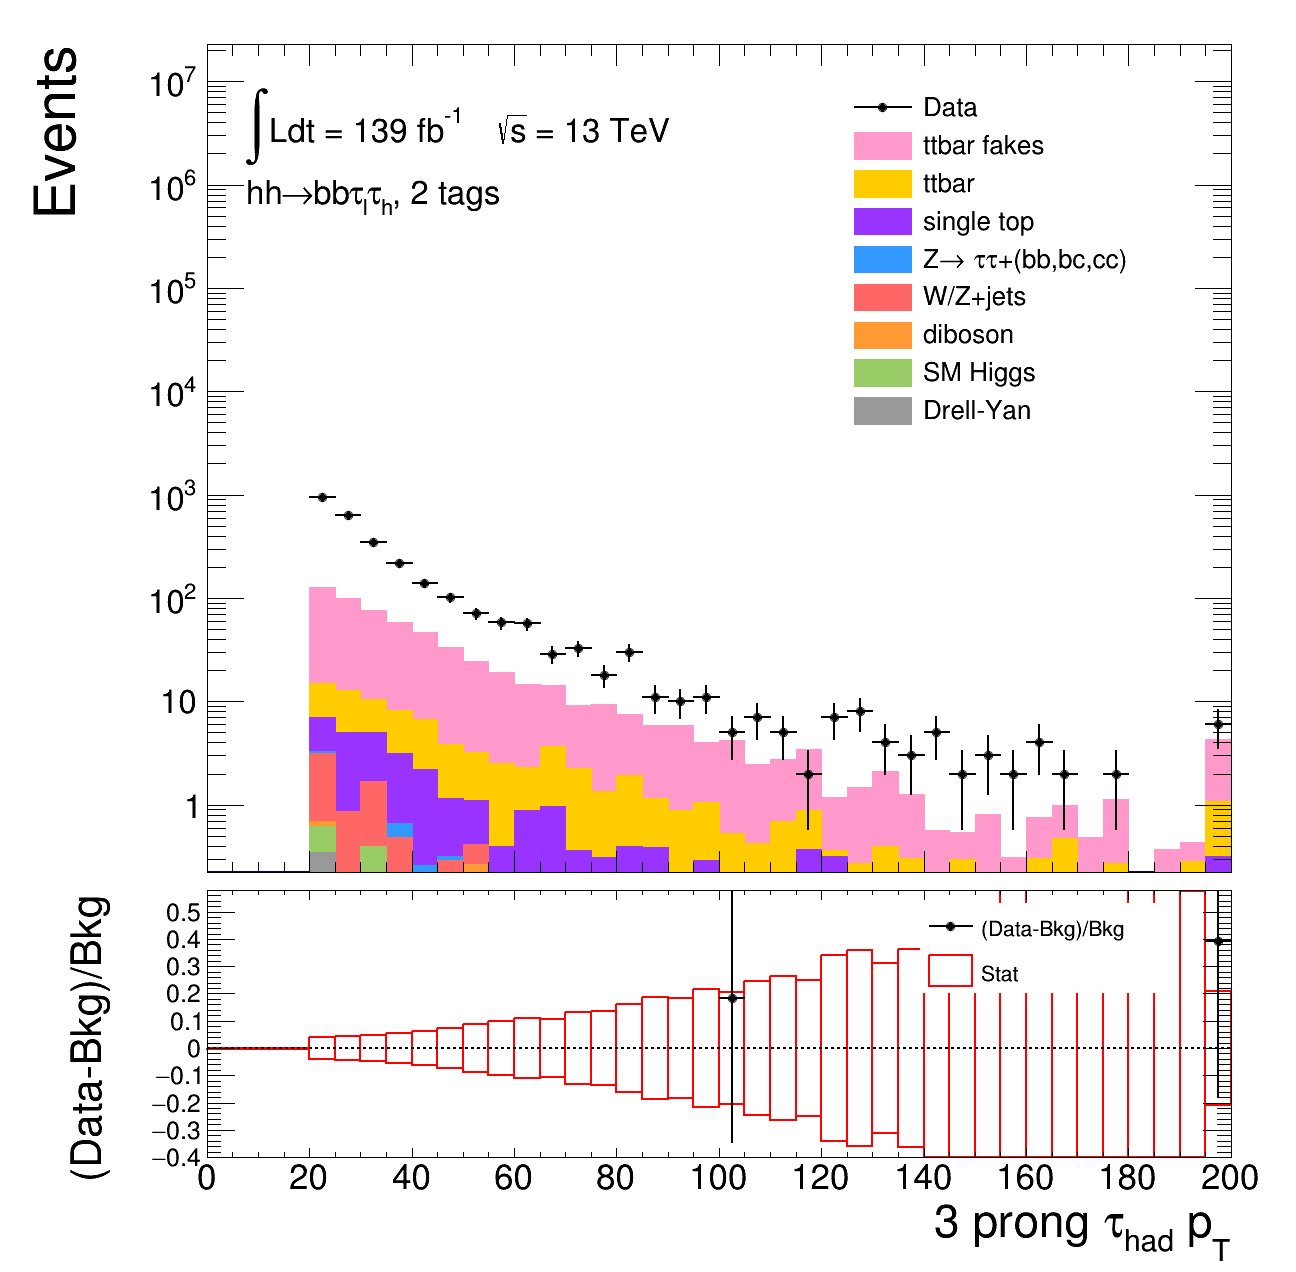 Events
10⁷
10⁶
10⁵
10⁴
10³
10²
10
1
∫Ldt = 139 fb⁻¹ √s = 13 TeV
hh→bbτ_lτ_h, 2 tags
Data
ttbar fakes
ttbar
single top
Z→ ττ+(bb,bc,cc)
W/Z+jets
diboson
SM Higgs
Drell-Yan
(Data-Bkg)/Bkg
0.5
0.4
0.3
0.2
0.1
0
−0.1
−0.2
−0.3
−0.4
(Data-Bkg)/Bkg
Stat
0 20 40 60 80 100 120 140 160 180 200
3 prong τ_had p_T